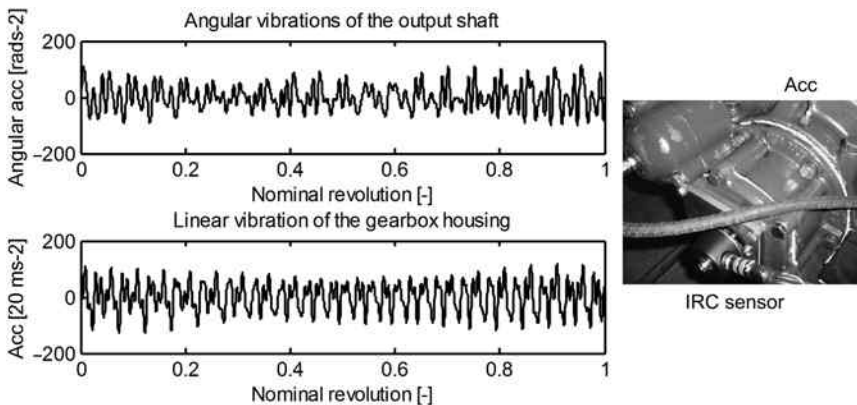 Angular vibrations of the output shaft
Angular acc [rads-2]
200
0
−200
0
0.2
0.4
0.6
0.8
1
Nominal revolution [-]
Linear vibration of the gearbox housing
Acc [20 ms-2]
200
0
−200
0
0.2
0.4
0.6
0.8
1
Nominal revolution [-]
Acc
IRC sensor